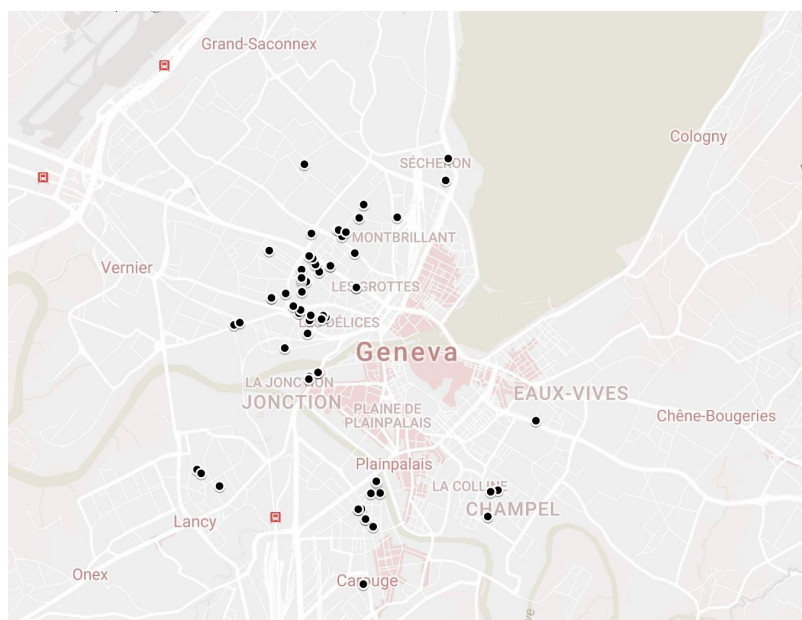 Grand-Saconnex
Cologny
SÉCHERON
MONTBRILLANT
Vernier
LES GROTTES
LES DÉLICES
Geneva
LA JONCTION
JONCTION
EAUX-VIVES
PLAINE DE
PLAINPALAIS
Chêne-Bougeries
Plainpalais
LA COLLINE
CHAMPEL
Lancy
Onex
Carouge